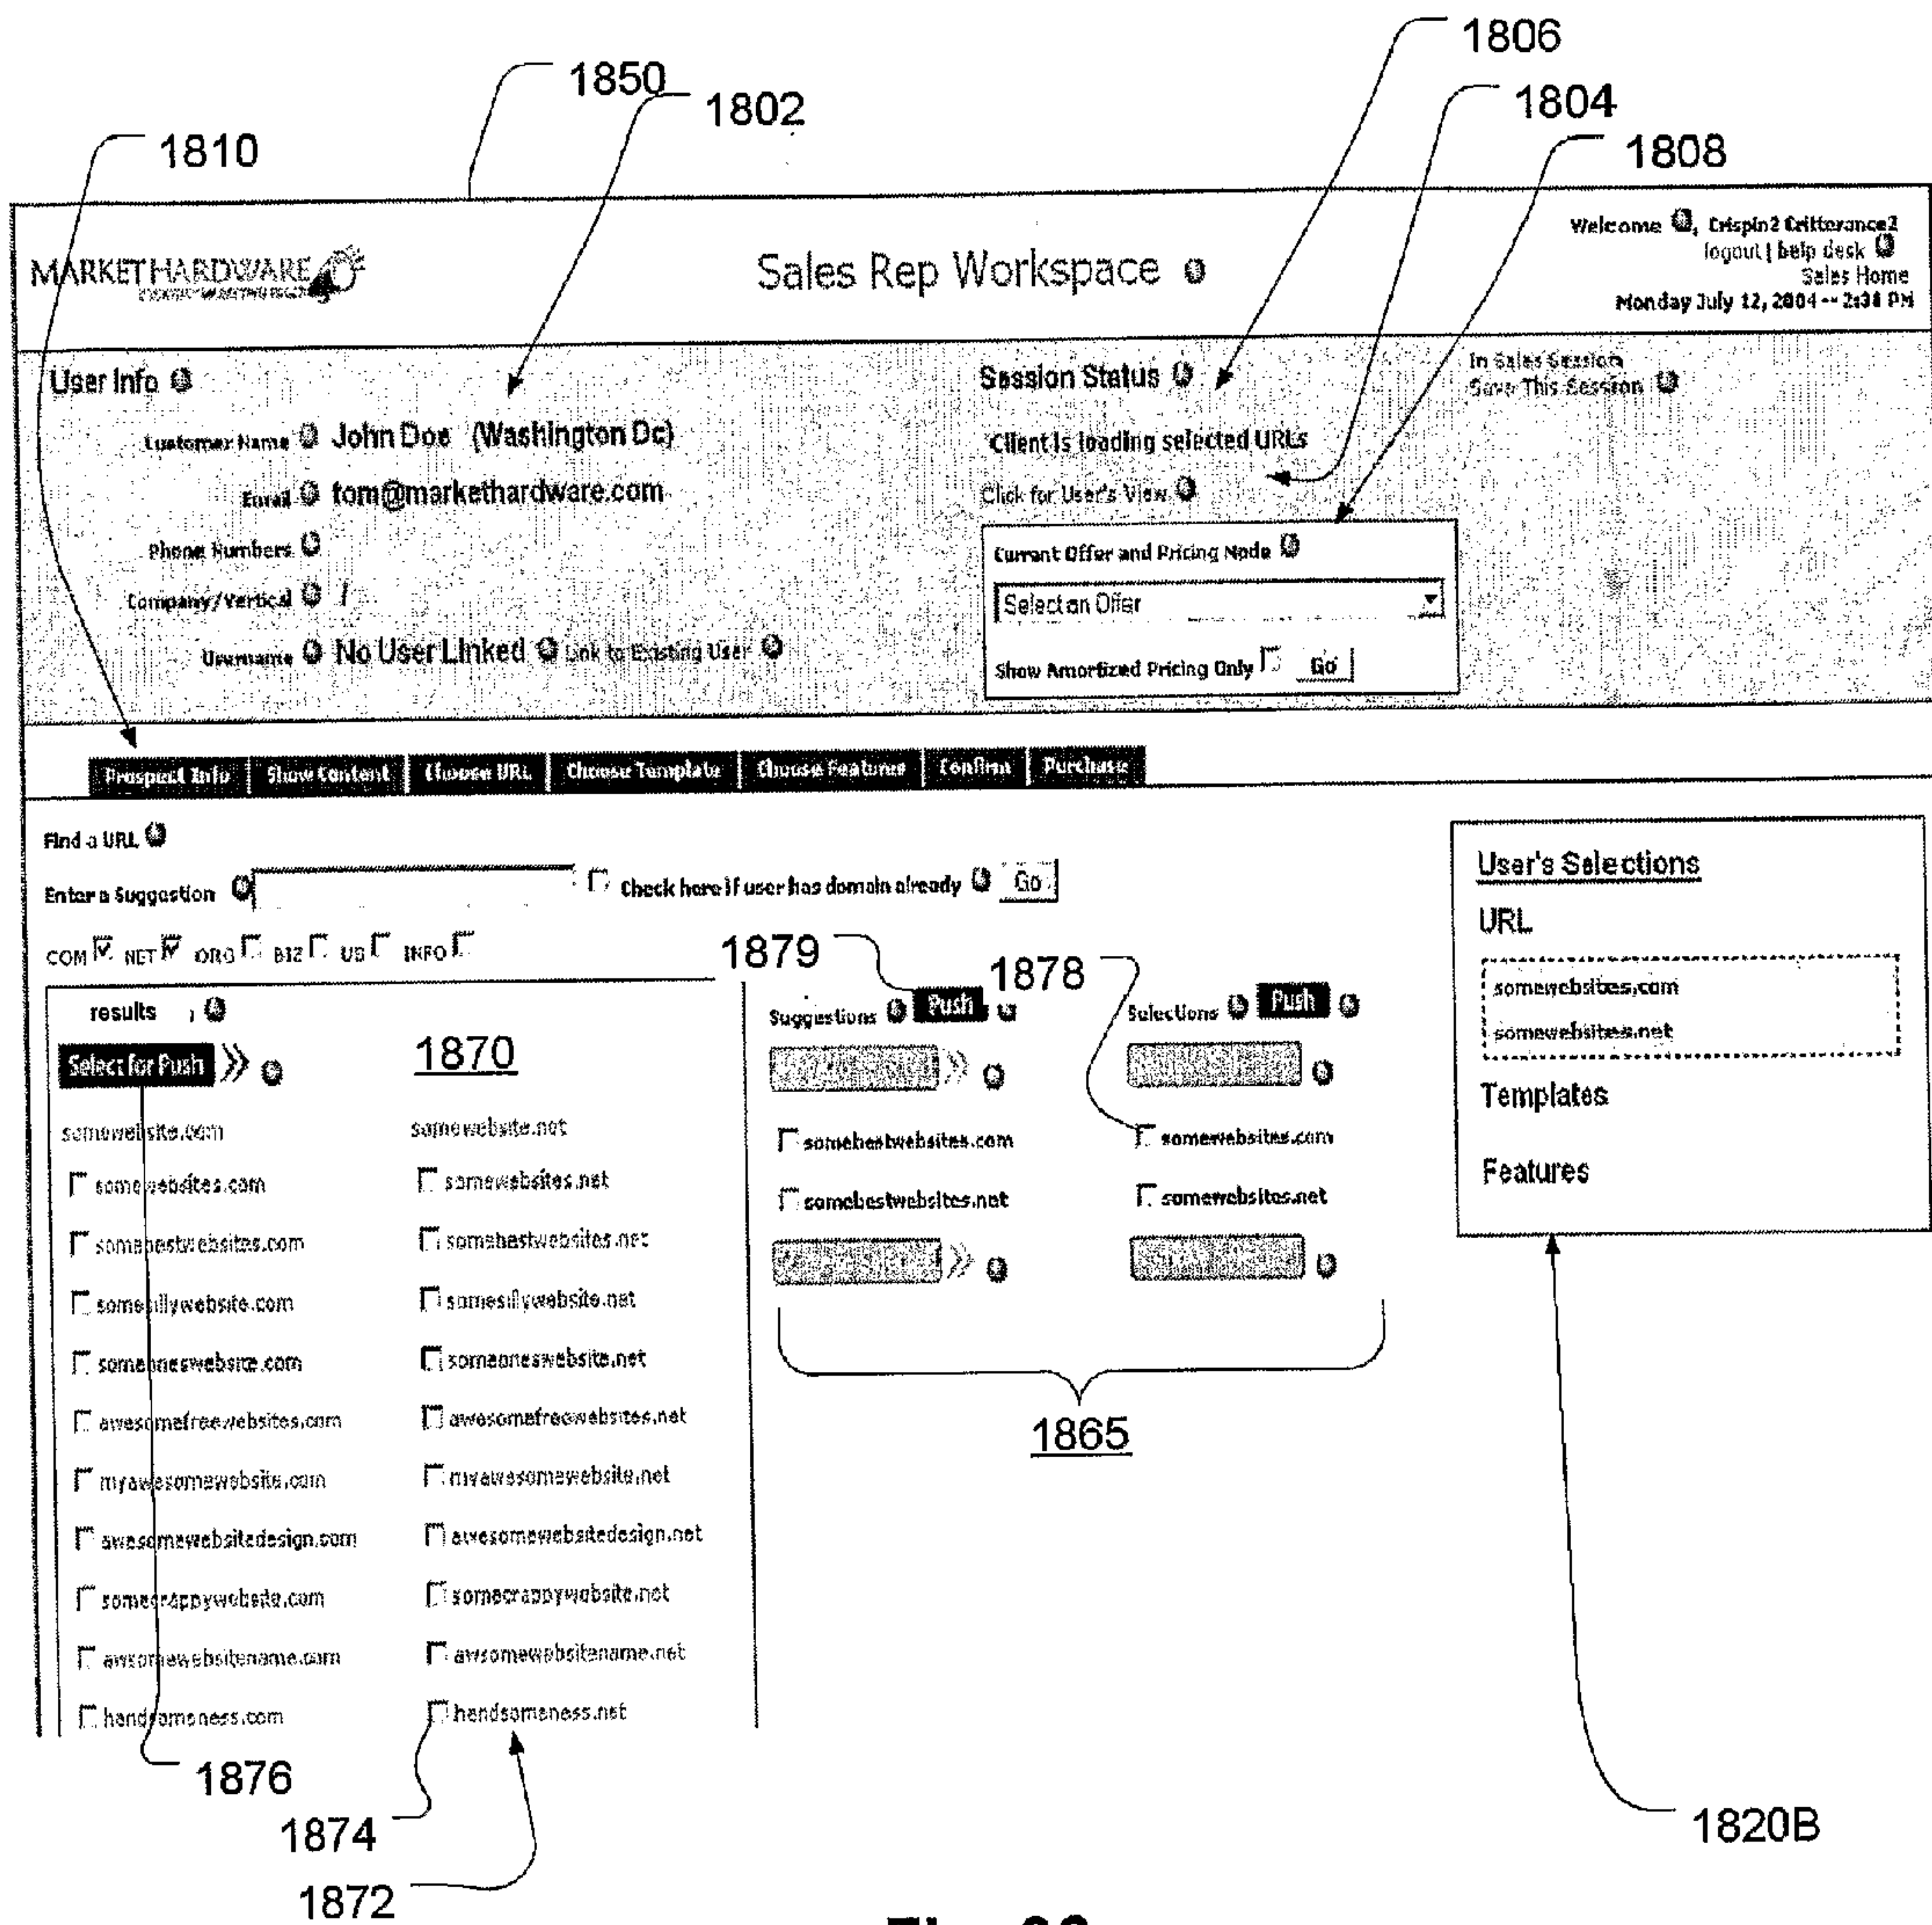 1806
1850
1802
1804
1810
1808
MARKETHARDWARE
Sales Rep Workspace
Welcome , Crispin2 Critterance2
logout | help desk
Sales Home
Monday July 12, 2004 -- 2:38 PM
User Info
Session Status
In Sales Session
Save This Session
Customer Name John Doe (Washington Dc)
Client is loading selected URLs
Email tom@markethardware.com
Click for User's View
Phone Numbers
Current Offer and Pricing Node
Company/Vertical /
Select an Offer
Username No User Linked Link to Existing User
Show Amortized Pricing Only Go
Prospect Info Show Content Choose URL Choose Template Choose Features Confirm Purchase
Find a URL
Enter a Suggestion Check here if user has domain already Go
COM NET ORG BIZ US INFO
User's Selections
URL
somewebsites.com
somewebsites.net
Templates
Features
1879
1878
results
Suggestions Push
Selections Push
Select for Push
1870
somewebsite.com somewebsite.net
somebestwebsites.com somewebsites.com
somewebsites.com somewebsites.net
somebestwebsites.net somewebsites.net
somebestwebsites.com somebestwebsites.net
somesillywebsite.com somesillywebsite.net
someoneswebsite.com someoneswebsite.net
awesomefreewebsites.com awesomefreewebsites.net
1865
myawesomewebsite.com myawesomewebsite.net
awesomewebsitedesign.com awesomewebsitedesign.net
somecrappywebsite.com somecrappywebsite.net
awsomewebsitename.com awsomewebsitename.net
handsomeness.com handsomeness.net
1876
1874
1820B
1872